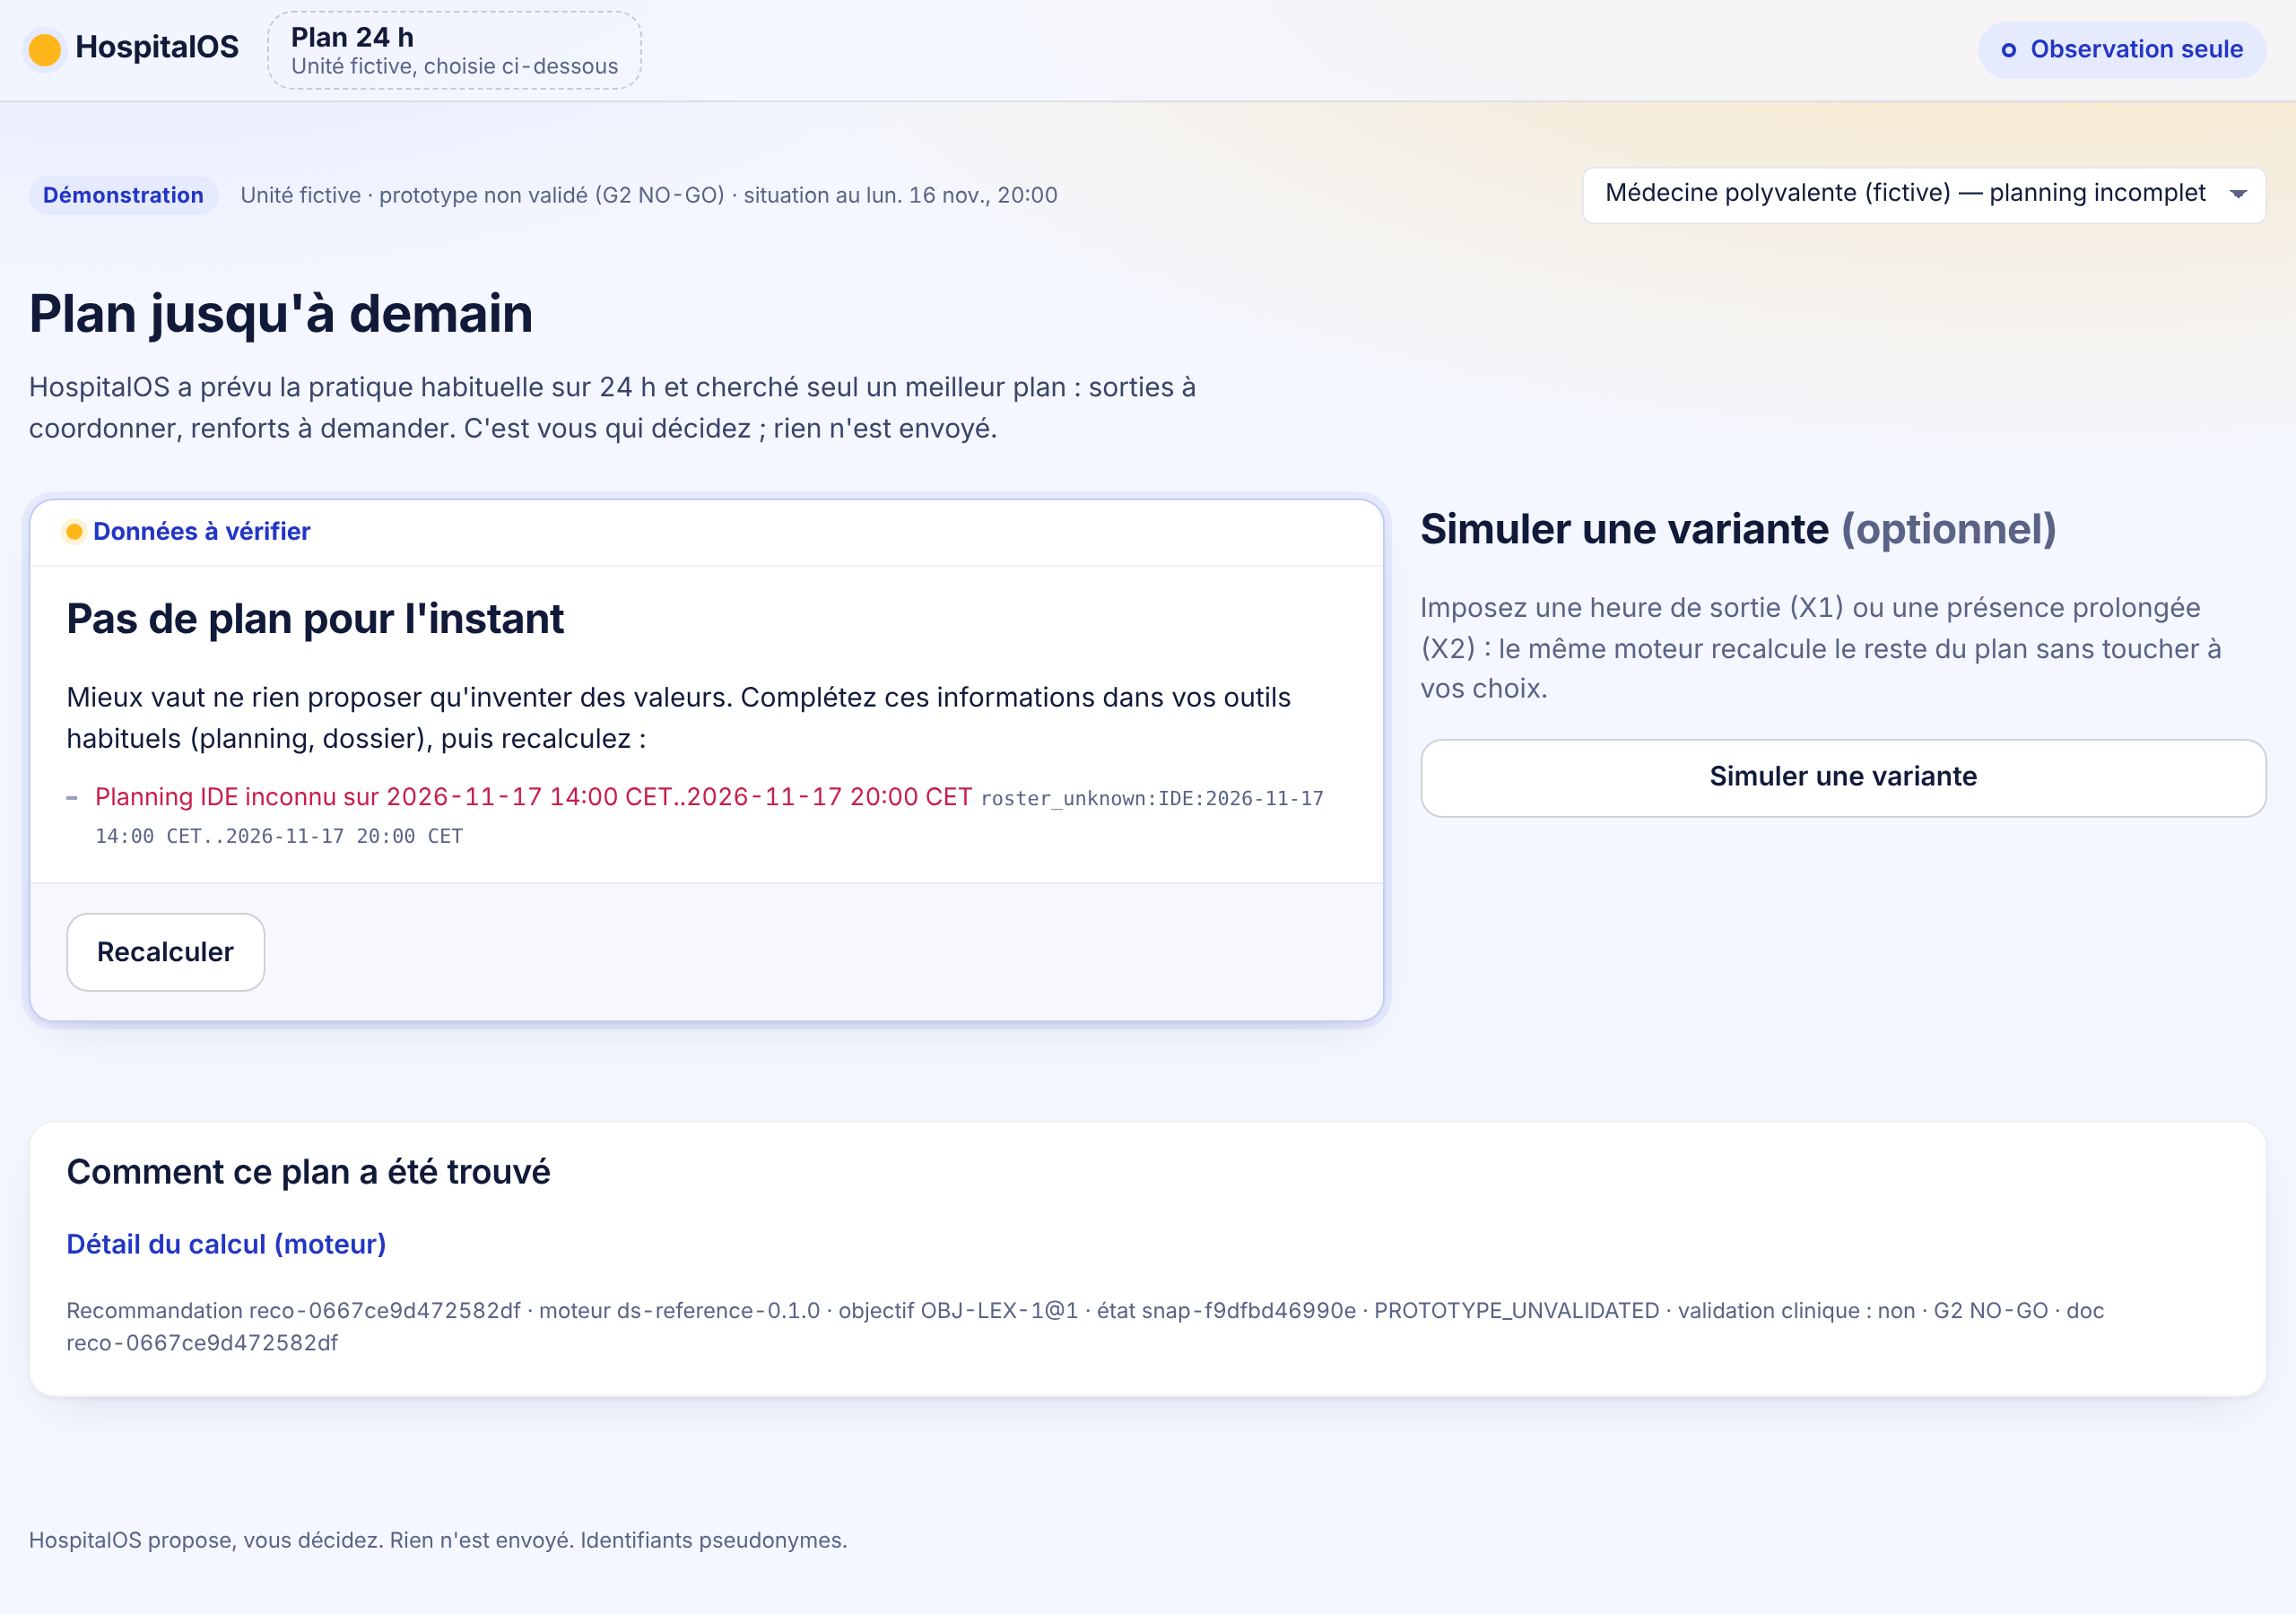 HospitalOS
Plan 24 h
Unité fictive, choisie ci-dessous
Observation seule
Démonstration
Unité fictive · prototype non validé (G2 NO-GO) · situation au lun. 16 nov., 20:00
Médecine polyvalente (fictive) — planning incomplet
Plan jusqu'à demain
HospitalOS a prévu la pratique habituelle sur 24 h et cherché seul un meilleur plan : sorties à
coordonner, renforts à demander. C'est vous qui décidez ; rien n'est envoyé.
Données à vérifier
Pas de plan pour l'instant
Mieux vaut ne rien proposer qu'inventer des valeurs. Complétez ces informations dans vos outils
habituels (planning, dossier), puis recalculez :
– Planning IDE inconnu sur 2026-11-17 14:00 CET..2026-11-17 20:00 CET roster_unknown:IDE:2026-11-17
14:00 CET..2026-11-17 20:00 CET
Recalculer
Simuler une variante (optionnel)
Imposez une heure de sortie (X1) ou une présence prolongée
(X2) : le même moteur recalcule le reste du plan sans toucher à
vos choix.
Simuler une variante
Comment ce plan a été trouvé
Détail du calcul (moteur)
Recommandation reco-0667ce9d472582df · moteur ds-reference-0.1.0 · objectif OBJ-LEX-1@1 · état snap-f9dfbd46990e · PROTOTYPE_UNVALIDATED · validation clinique : non · G2 NO-GO · doc
reco-0667ce9d472582df
HospitalOS propose, vous décidez. Rien n'est envoyé. Identifiants pseudonymes.